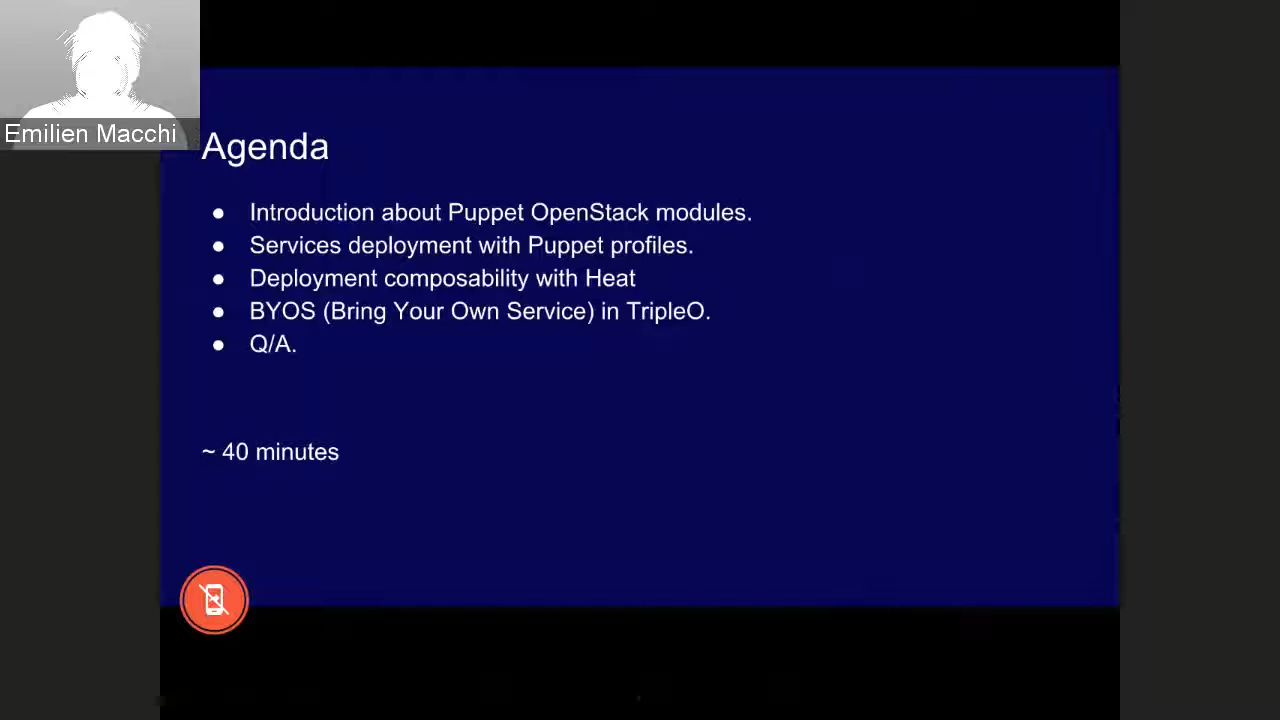 Emilien Macchi
Agenda
● Introduction about Puppet OpenStack modules.
● Services deployment with Puppet profiles.
● Deployment composability with Heat
● BYOS (Bring Your Own Service) in TripleO.
● Q/A.
~ 40 minutes